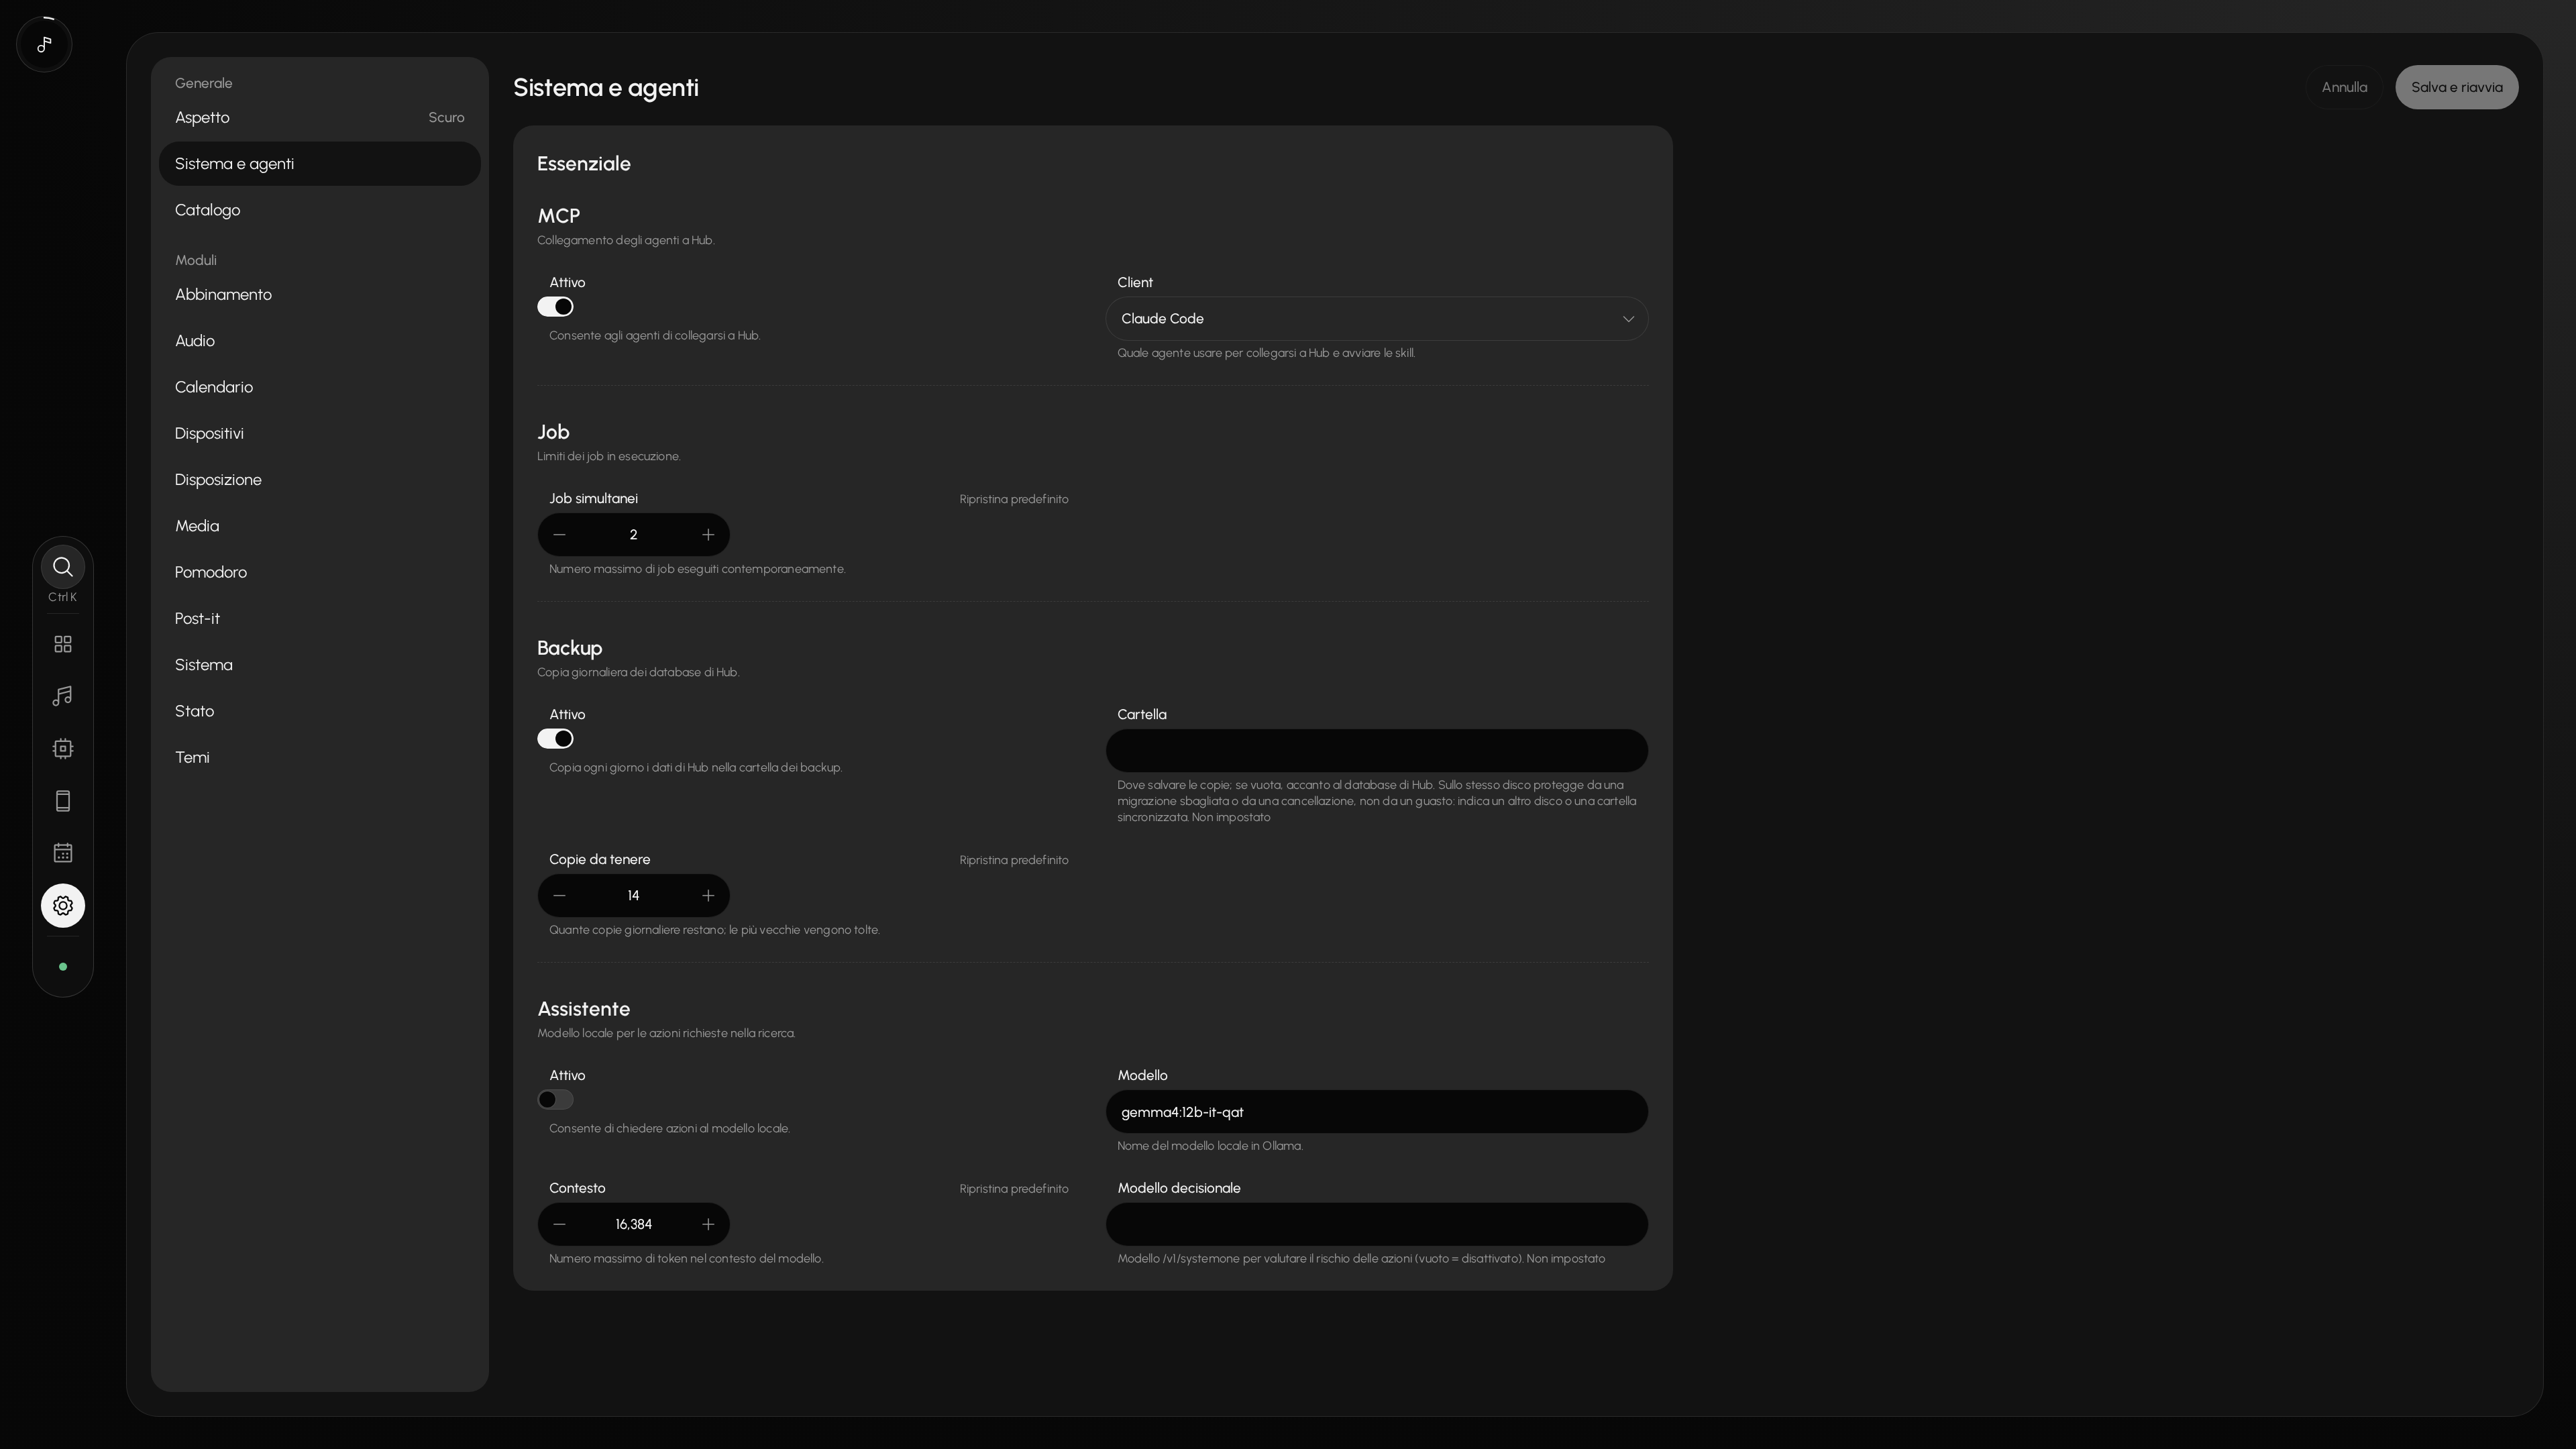 Generale
Aspetto Scuro
Sistema e agenti
Catalogo
Moduli
Abbinamento
Audio
Calendario
Dispositivi
Disposizione
Media
Pomodoro
Post-it
Sistema
Stato
Temi
Ctrl K
Sistema e agenti
Annulla
Salva e riavvia
Essenziale
MCP
Collegamento degli agenti a Hub.
Attivo
Consente agli agenti di collegarsi a Hub.
Client
Claude Code
Quale agente usare per collegarsi a Hub e avviare le skill.
Job
Limiti dei job in esecuzione.
Job simultanei Ripristina predefinito
2
Numero massimo di job eseguiti contemporaneamente.
Backup
Copia giornaliera dei database di Hub.
Attivo
Copia ogni giorno i dati di Hub nella cartella dei backup.
Cartella
Dove salvare le copie; se vuota, accanto al database di Hub. Sullo stesso disco protegge da una
migrazione sbagliata o da una cancellazione, non da un guasto: indica un altro disco o una cartella
sincronizzata. Non impostato
Copie da tenere Ripristina predefinito
14
Quante copie giornaliere restano; le più vecchie vengono tolte.
Assistente
Modello locale per le azioni richieste nella ricerca.
Attivo
Consente di chiedere azioni al modello locale.
Modello
gemma4:12b-it-qat
Nome del modello locale in Ollama.
Contesto Ripristina predefinito
16,384
Numero massimo di token nel contesto del modello.
Modello decisionale
Modello /v1/systemone per valutare il rischio delle azioni (vuoto = disattivato). Non impostato